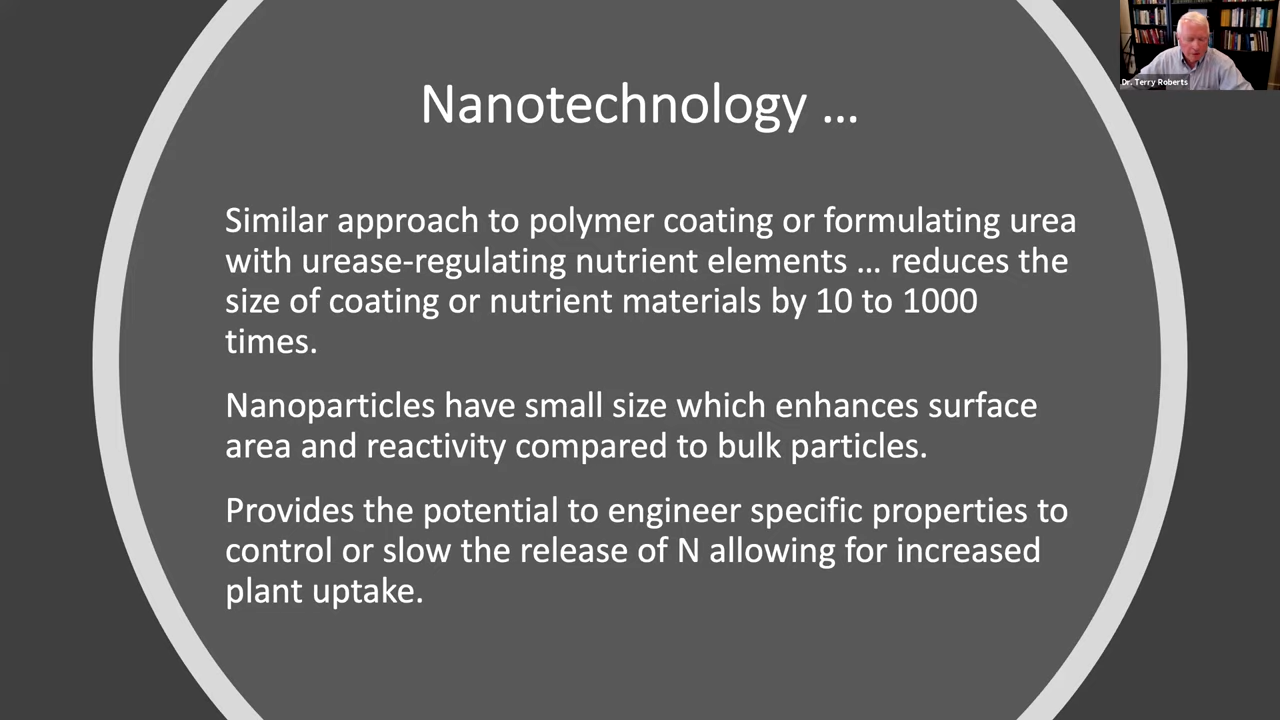 Dr. Terry Roberts
Nanotechnology ...
Similar approach to polymer coating or formulating urea
with urease-regulating nutrient elements ... reduces the
size of coating or nutrient materials by 10 to 1000
times.
Nanoparticles have small size which enhances surface
area and reactivity compared to bulk particles.
Provides the potential to engineer specific properties to
control or slow the release of N allowing for increased
plant uptake.